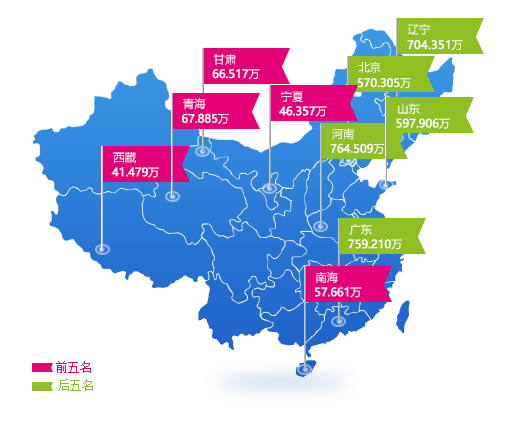 辽宁
704.351万
甘肃
66.517万
北京
570.305万
青海
67.885万
宁夏
46.357万
山东
597.906万
河南
764.509万
西藏
41.479万
广东
759.210万
南海
57.661万
前五名
后五名